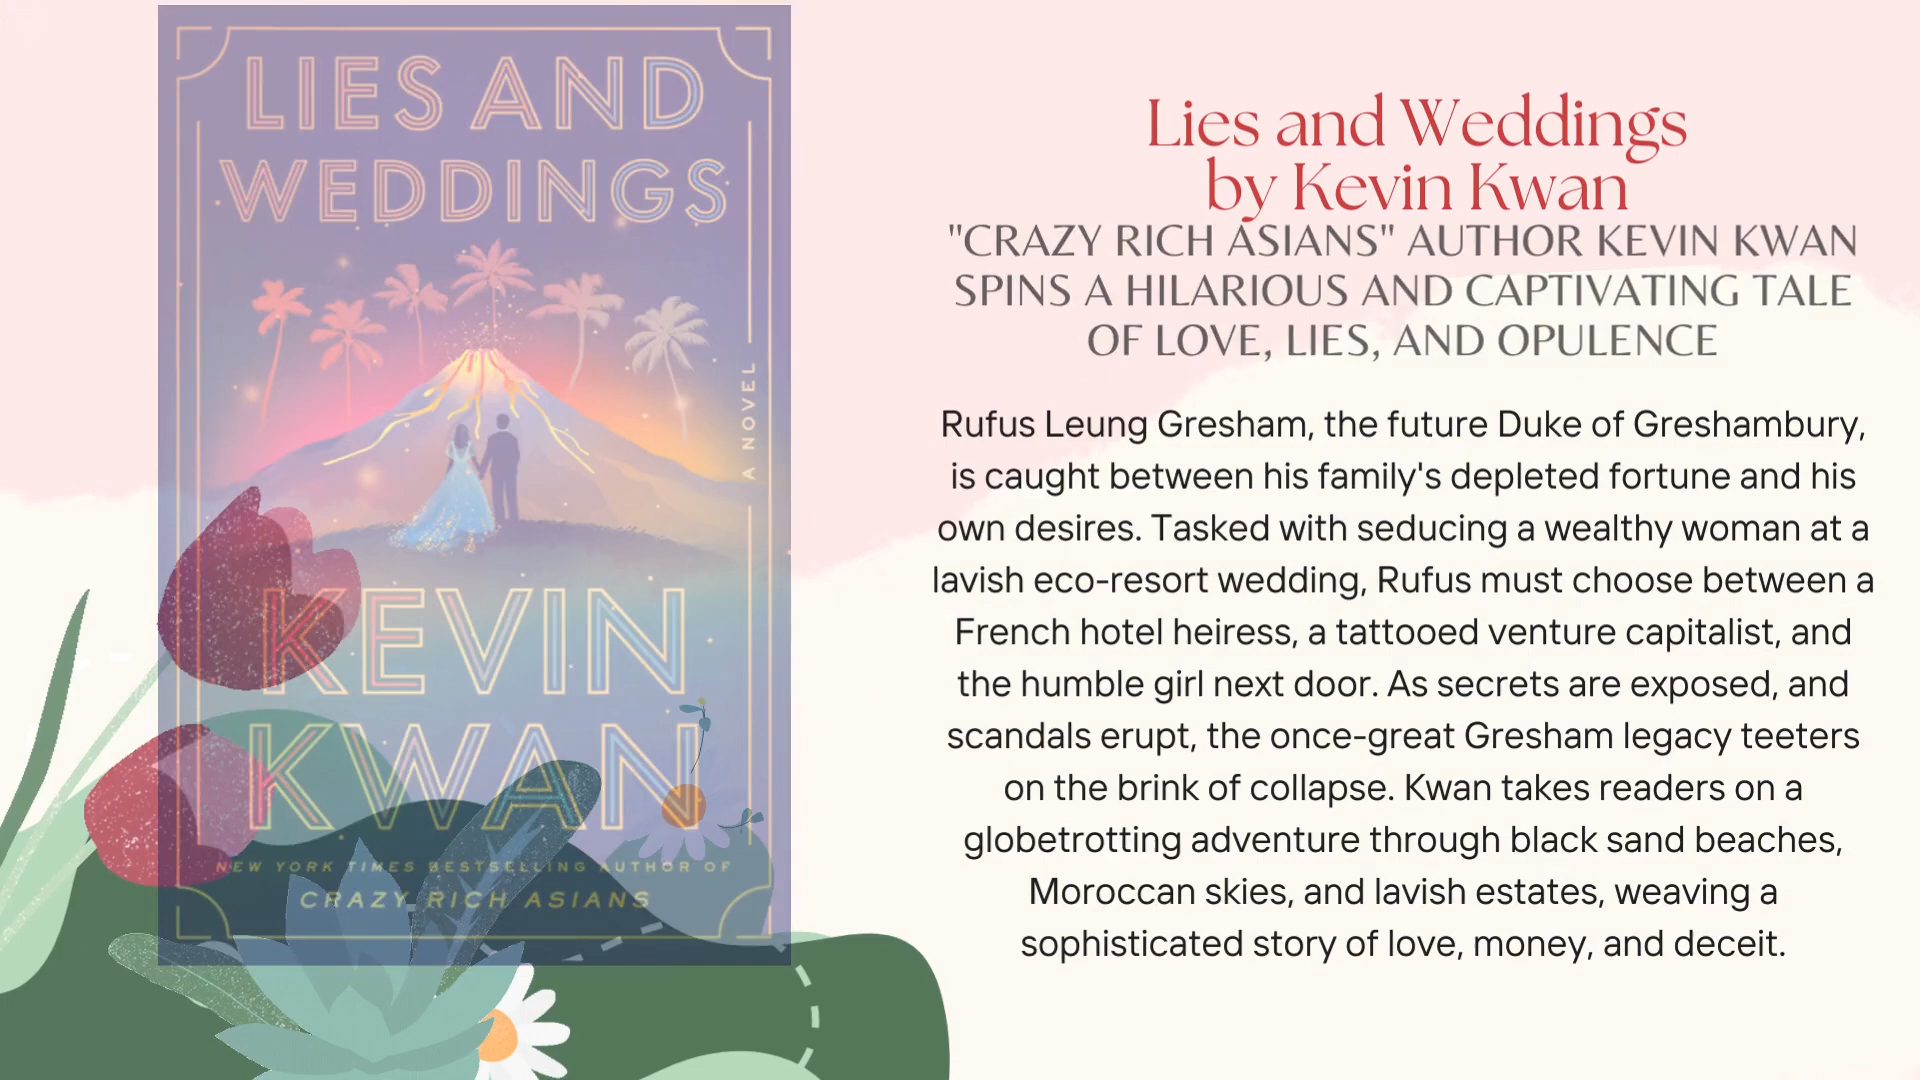 LIES AND
WEDDINGS
A NOVEL
KEVIN
KWAN
NEW YORK TIMES BESTSELLING AUTHOR OF
CRAZY RICH ASIANS
Lies and Weddings
by Kevin Kwan
"CRAZY RICH ASIANS" AUTHOR KEVIN KWAN
SPINS A HILARIOUS AND CAPTIVATING TALE
OF LOVE, LIES, AND OPULENCE
Rufus Leung Gresham, the future Duke of Greshambury,
is caught between his family's depleted fortune and his
own desires. Tasked with seducing a wealthy woman at a
lavish eco-resort wedding, Rufus must choose between a
French hotel heiress, a tattooed venture capitalist, and
the humble girl next door. As secrets are exposed, and
scandals erupt, the once-great Gresham legacy teeters
on the brink of collapse. Kwan takes readers on a
globetrotting adventure through black sand beaches,
Moroccan skies, and lavish estates, weaving a
sophisticated story of love, money, and deceit.